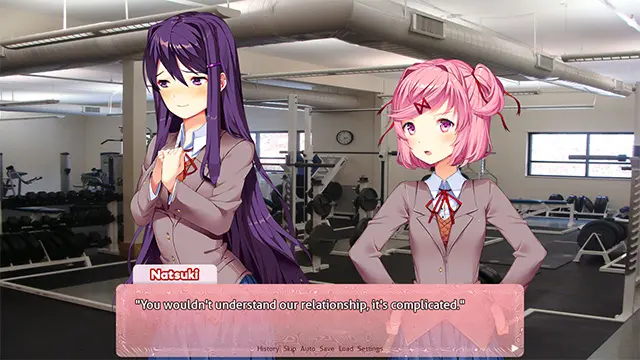 Natsuki
"You wouldn't understand our relationship, it's complicated."
History Skip Auto Save Load Settings